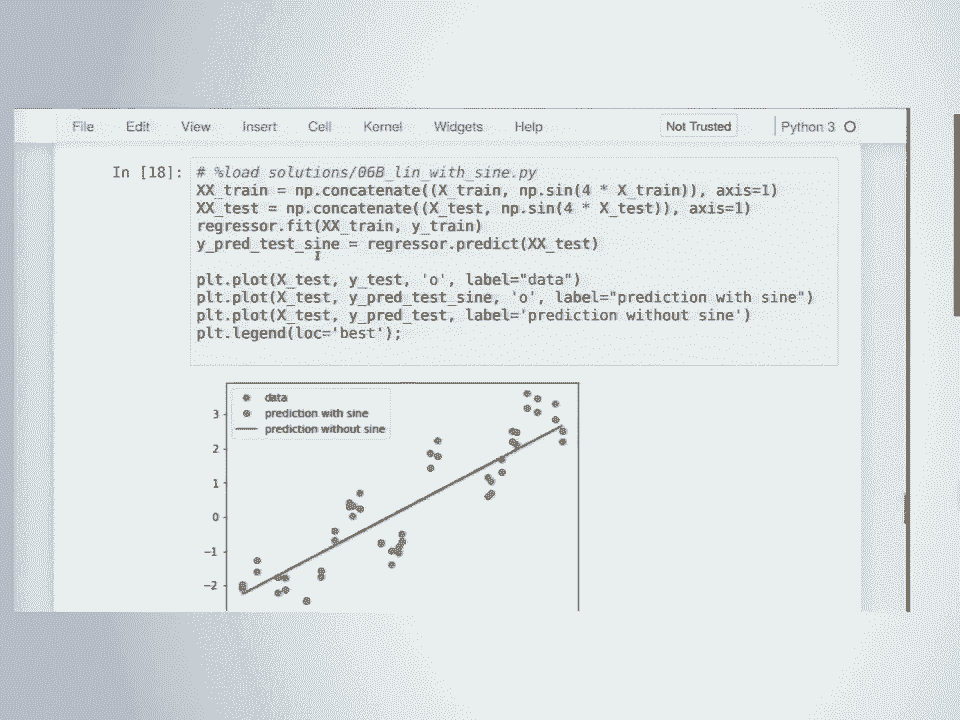 File Edit View Insert Cell Kernel Widgets Help Not Trusted Python 3
In [18]: # %load solutions/06B_lin_with_sine.py
XX_train = np.concatenate((X_train, np.sin(4 * X_train)), axis=1)
XX_test = np.concatenate((X_test, np.sin(4 * X_test)), axis=1)
regressor.fit(XX_train, y_train)
y_pred_test_sine = regressor.predict(XX_test)
plt.plot(X_test, y_test, 'o', label="data")
plt.plot(X_test, y_pred_test_sine, 'o', label="prediction with sine")
plt.plot(X_test, y_pred_test, label='prediction without sine')
plt.legend(loc='best');
data
prediction with sine
prediction without sine
3
2
1
0
−1
−2